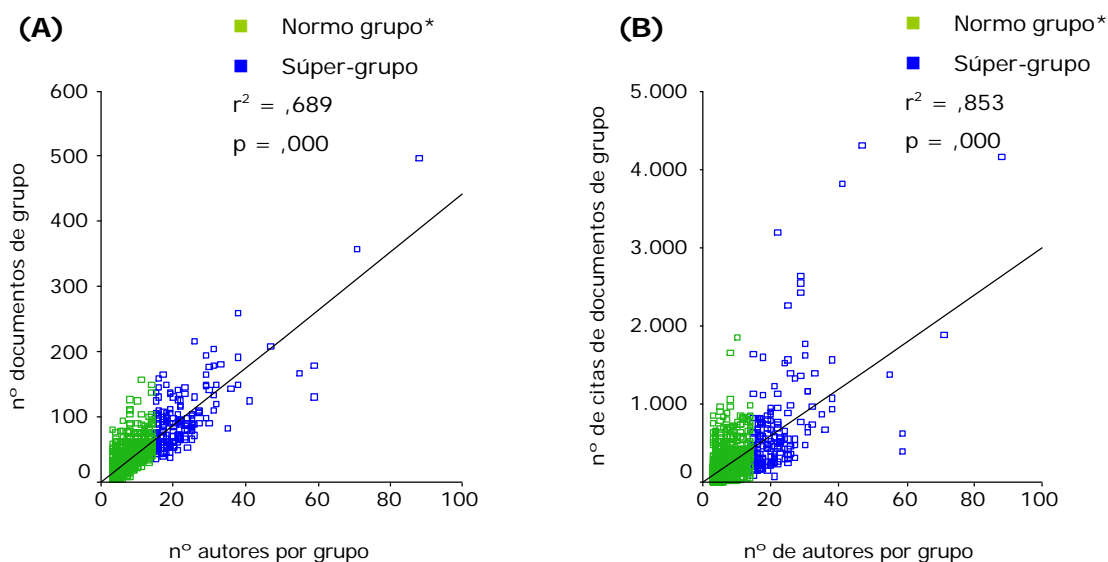 (A)
Normo grupo*
Súper-grupo
r² = ,689
p = ,000
nº documentos de grupo
600
500
400
300
200
100
0
0 20 40 60 80 100
nº autores por grupo
(B)
Normo grupo*
Súper-grupo
r² = ,853
p = ,000
nº de citas de documentos de grupo
5.000
4.000
3.000
2.000
1.000
0
0 20 40 60 80 100
nº de autores por grupo